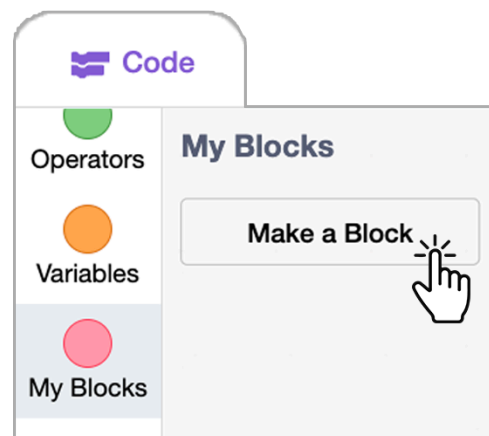 Code
Operators
Variables
My Blocks
My Blocks
Make a Block